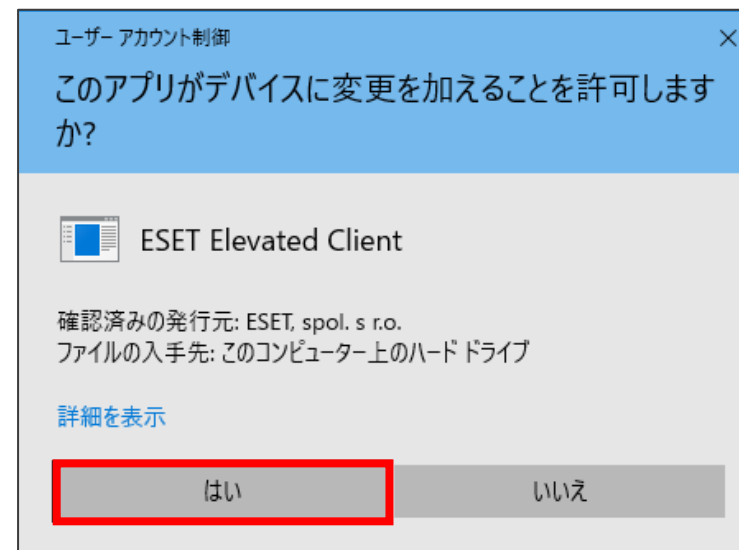 ユーザー アカウント制御
このアプリがデバイスに変更を加えることを許可します
か?
ESET Elevated Client
確認済みの発行元: ESET, spol. s r.o.
ファイルの入手先: このコンピューター上のハード ドライブ
詳細を表示
はい
いいえ